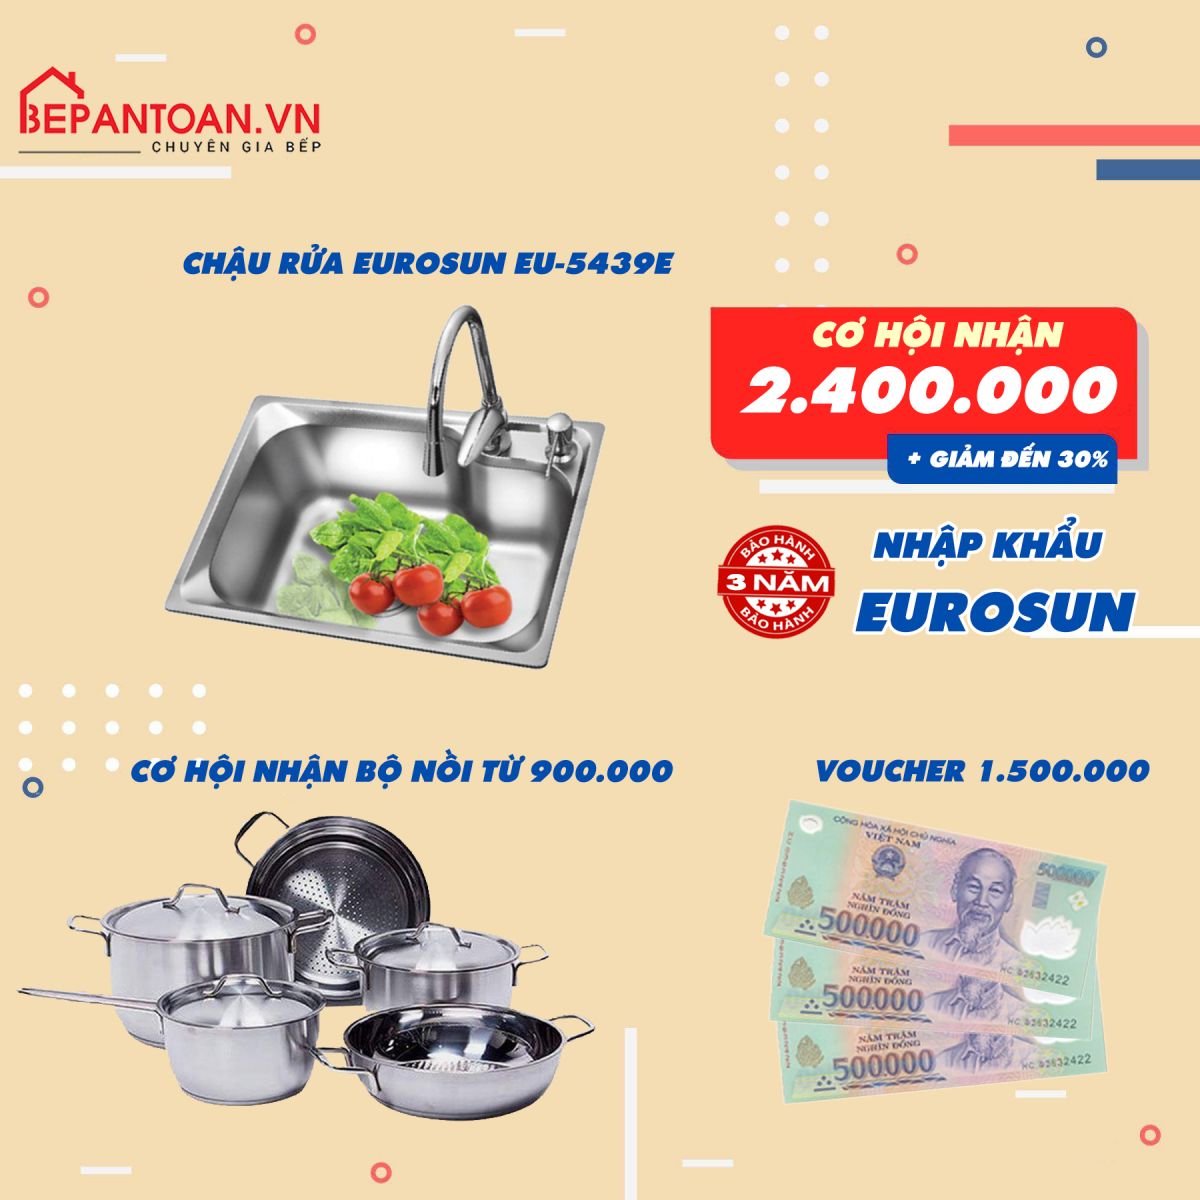 BEPANTOAN.VN
CHUYÊN GIA BẾP
CHẬU RỬA EUROSUN EU-5439E
CƠ HỘI NHẬN
2.400.000
+ GIẢM ĐẾN 30%
BẢO HÀNH
3 NĂM
BẢO HÀNH
NHẬP KHẨU
EUROSUN
CƠ HỘI NHẬN BỘ NỒI TỪ 900.000
VOUCHER 1.500.000
CỘNG HÒA XÃ HỘI CHỦ NGHĨA
VIỆT NAM
500000
NĂM TRĂM
NGHÌN ĐỒNG
500000
NĂM TRĂM
NGHÌN ĐỒNG
500000
NĂM TRĂM
NGHÌN ĐỒNG
500000